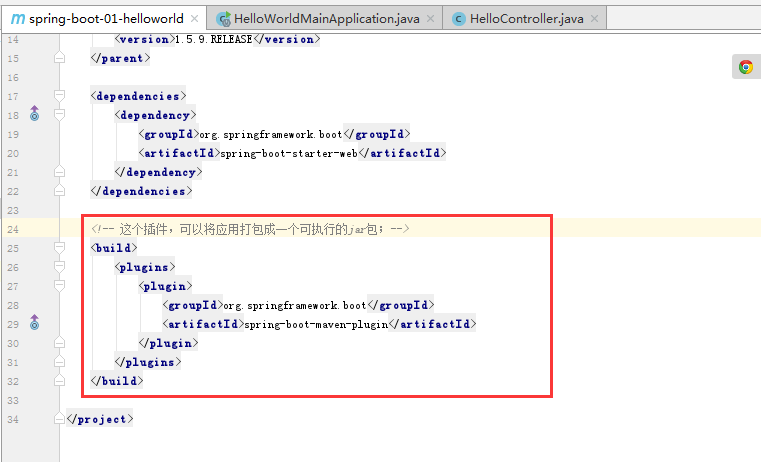 spring-boot-01-helloworld × HelloWorldMainApplication.java × HelloController.java ×
14 <version>1.5.9.RELEASE</version>
15 </parent>
16
17 <dependencies>
18 <dependency>
19 <groupId>org.springframework.boot</groupId>
20 <artifactId>spring-boot-starter-web</artifactId>
21 </dependency>
22 </dependencies>
23
24 <!-- 这个插件，可以将应用打包成一个可执行的jar包；-->
25 <build>
26 <plugins>
27 <plugin>
28 <groupId>org.springframework.boot</groupId>
29 <artifactId>spring-boot-maven-plugin</artifactId>
30 </plugin>
31 </plugins>
32 </build>
33
34 </project>